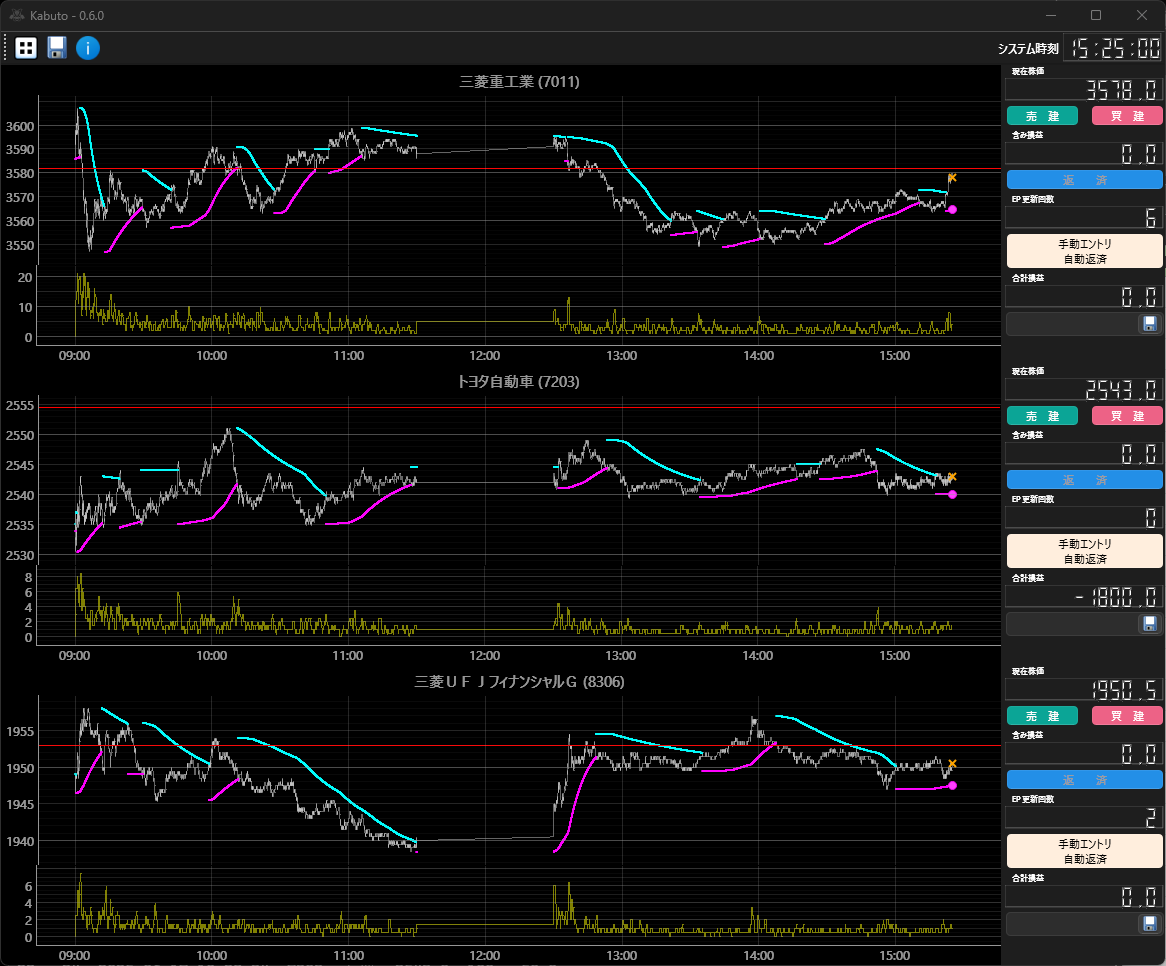 Kabuto - 0.6.0
システム時刻 15:25:00
三菱重工業 (7011)
3600
3590
3580
3570
3560
3550
20
10
0
09:00 10:00 11:00 12:00 13:00 14:00 15:00
現在株価
3578.0
売 建 買 建
含み損益
0.0
返 済
EP更新回数
6
手動エントリ
自動返済
合計損益
0.0
トヨタ自動車 (7203)
2555
2550
2545
2540
2535
2530
8
6
4
2
0
09:00 10:00 11:00 12:00 13:00 14:00 15:00
現在株価
2543.0
売 建 買 建
含み損益
0.0
返 済
EP更新回数
0
手動エントリ
自動返済
合計損益
-1800.0
三菱ＵＦＪフィナンシャルＧ (8306)
1955
1950
1945
1940
6
4
2
0
09:00 10:00 11:00 12:00 13:00 14:00 15:00
現在株価
1950.5
売 建 買 建
含み損益
0.0
返 済
EP更新回数
2
手動エントリ
自動返済
合計損益
0.0